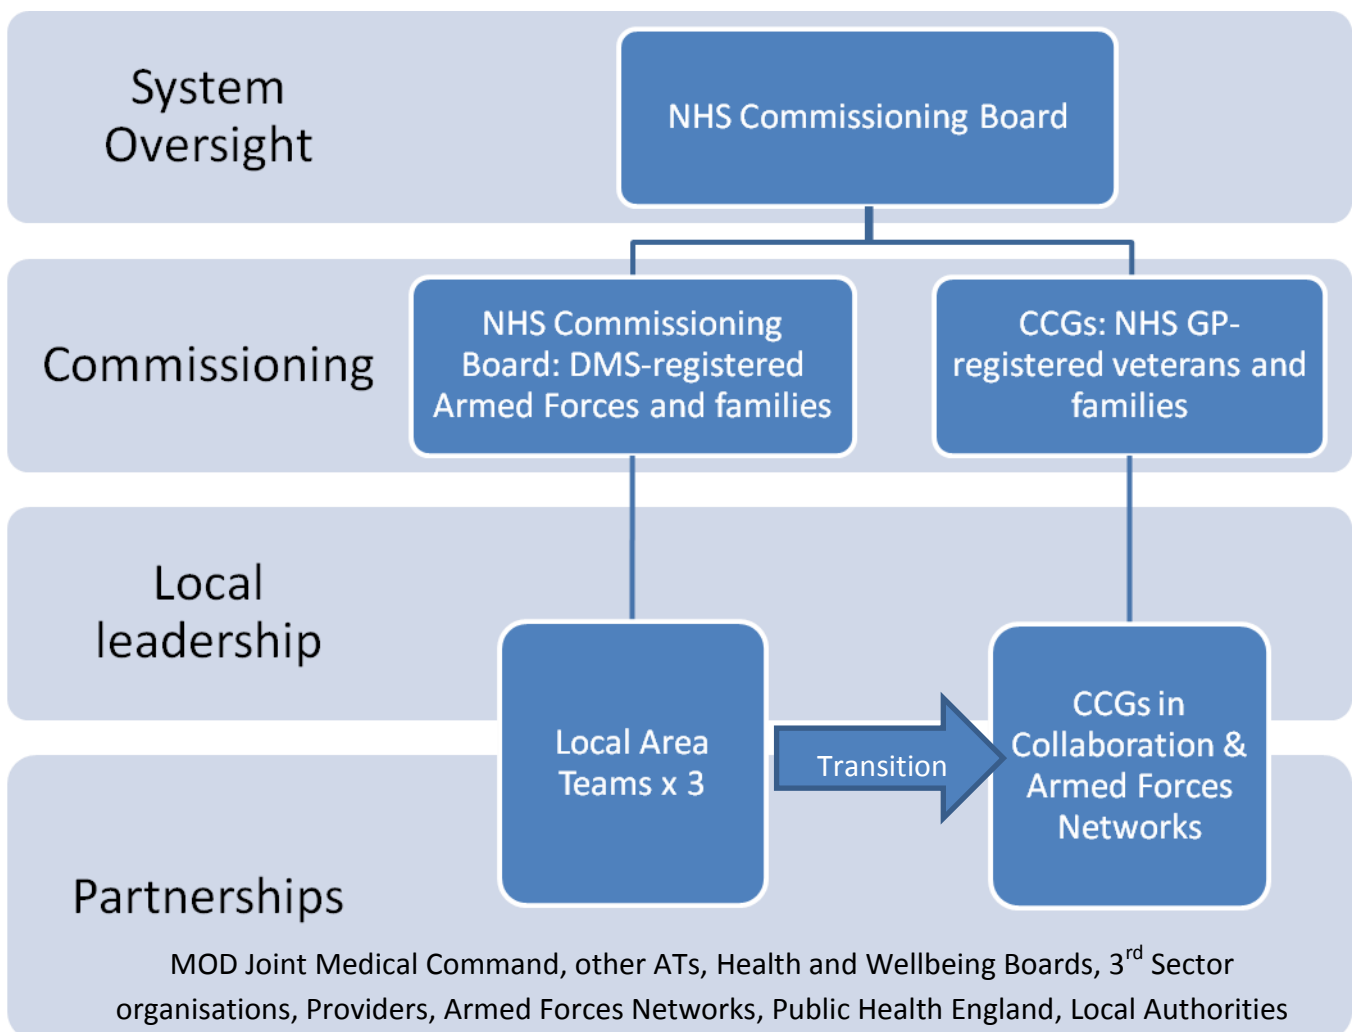 System
Oversight
NHS Commissioning Board
Commissioning
NHS Commissioning
Board: DMS-registered
Armed Forces and families
CCGs: NHS GP-
registered veterans and
families
Local
leadership
Local Area
Teams x 3
Transition
CCGs in
Collaboration &
Armed Forces
Networks
Partnerships
MOD Joint Medical Command, other ATs, Health and Wellbeing Boards, 3rd Sector
organisations, Providers, Armed Forces Networks, Public Health England, Local Authorities